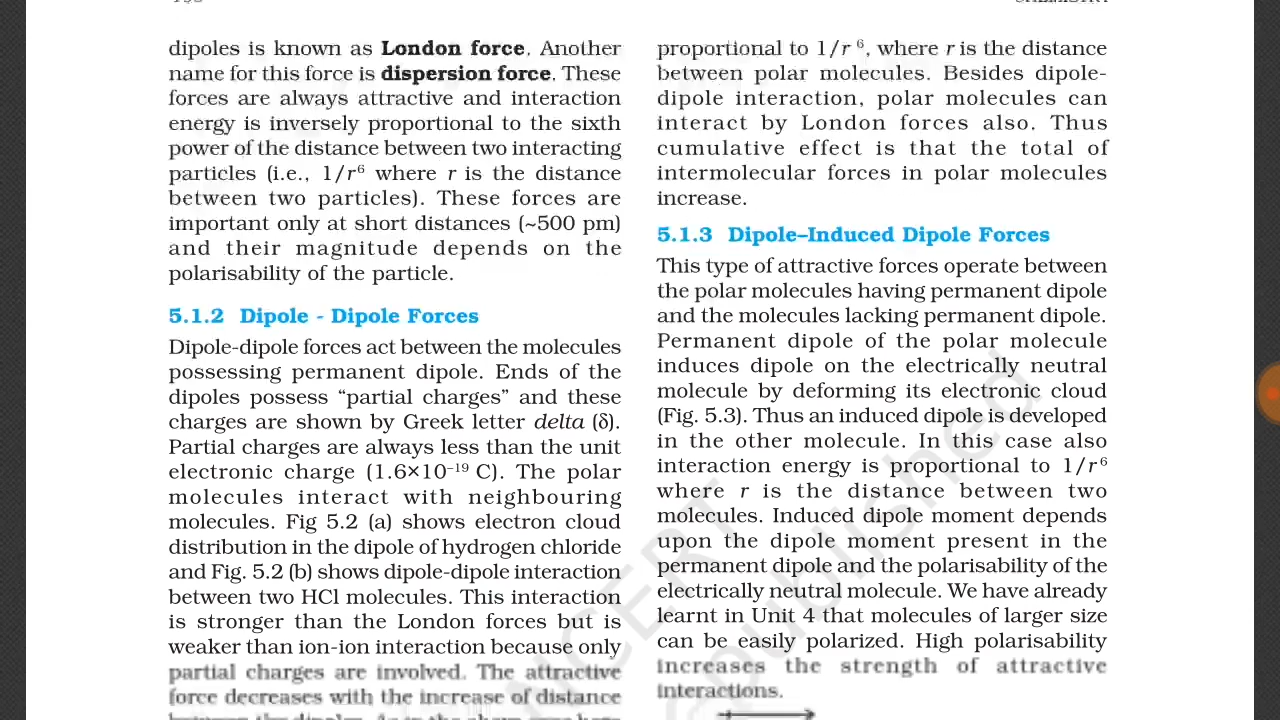 dipoles is known as London force. Another
name for this force is dispersion force. These
forces are always attractive and interaction
energy is inversely proportional to the sixth
power of the distance between two interacting
particles (i.e., 1/r⁶ where r is the distance
between two particles). These forces are
important only at short distances (~500 pm)
and their magnitude depends on the
polarisability of the particle.
5.1.2 Dipole - Dipole Forces
Dipole-dipole forces act between the molecules
possessing permanent dipole. Ends of the
dipoles possess “partial charges” and these
charges are shown by Greek letter delta (δ).
Partial charges are always less than the unit
electronic charge (1.6×10⁻¹⁹ C). The polar
molecules interact with neighbouring
molecules. Fig 5.2 (a) shows electron cloud
distribution in the dipole of hydrogen chloride
and Fig. 5.2 (b) shows dipole-dipole interaction
between two HCl molecules. This interaction
is stronger than the London forces but is
weaker than ion-ion interaction because only
partial charges are involved. The attractive
force decreases with the increase of distance
proportional to 1/r ⁶, where r is the distance
between polar molecules. Besides dipole-
dipole interaction, polar molecules can
interact by London forces also. Thus
cumulative effect is that the total of
intermolecular forces in polar molecules
increase.
5.1.3 Dipole–Induced Dipole Forces
This type of attractive forces operate between
the polar molecules having permanent dipole
and the molecules lacking permanent dipole.
Permanent dipole of the polar molecule
induces dipole on the electrically neutral
molecule by deforming its electronic cloud
(Fig. 5.3). Thus an induced dipole is developed
in the other molecule. In this case also
interaction energy is proportional to 1/r⁶
where r is the distance between two
molecules. Induced dipole moment depends
upon the dipole moment present in the
permanent dipole and the polarisability of the
electrically neutral molecule. We have already
learnt in Unit 4 that molecules of larger size
can be easily polarized. High polarisability
increases the strength of attractive
interactions.
NCERT
published